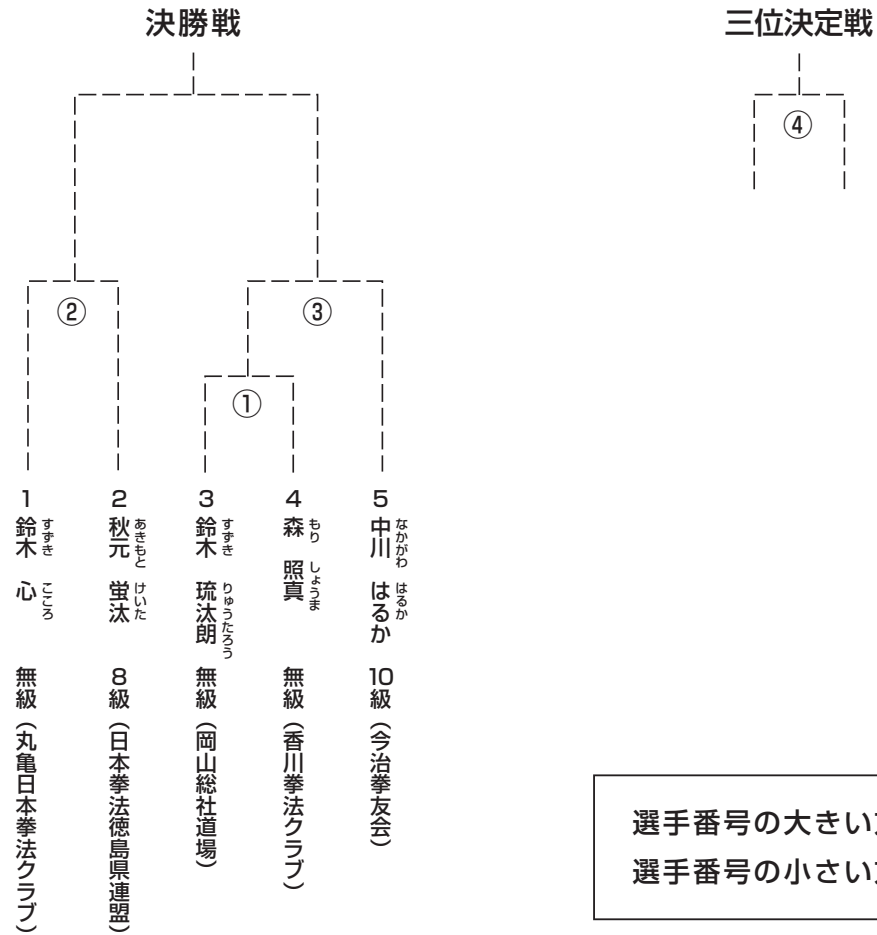 決勝戦
三位決定戦
④
②
③
①
1 鈴木 心 すずき こころ 無級 (丸亀日本拳法クラブ)
2 秋元 蛍汰 あきもと けいた 8級 (日本拳法徳島県連盟)
3 鈴木 琉汰朗 すずき りゅうたろう 無級 (岡山総社道場)
4 森 照真 もり しょうま 無級 (香川拳法クラブ)
5 中川 はるか なかがわ はるか 10級 (今治拳友会)
選手番号の大きい
選手番号の小さい